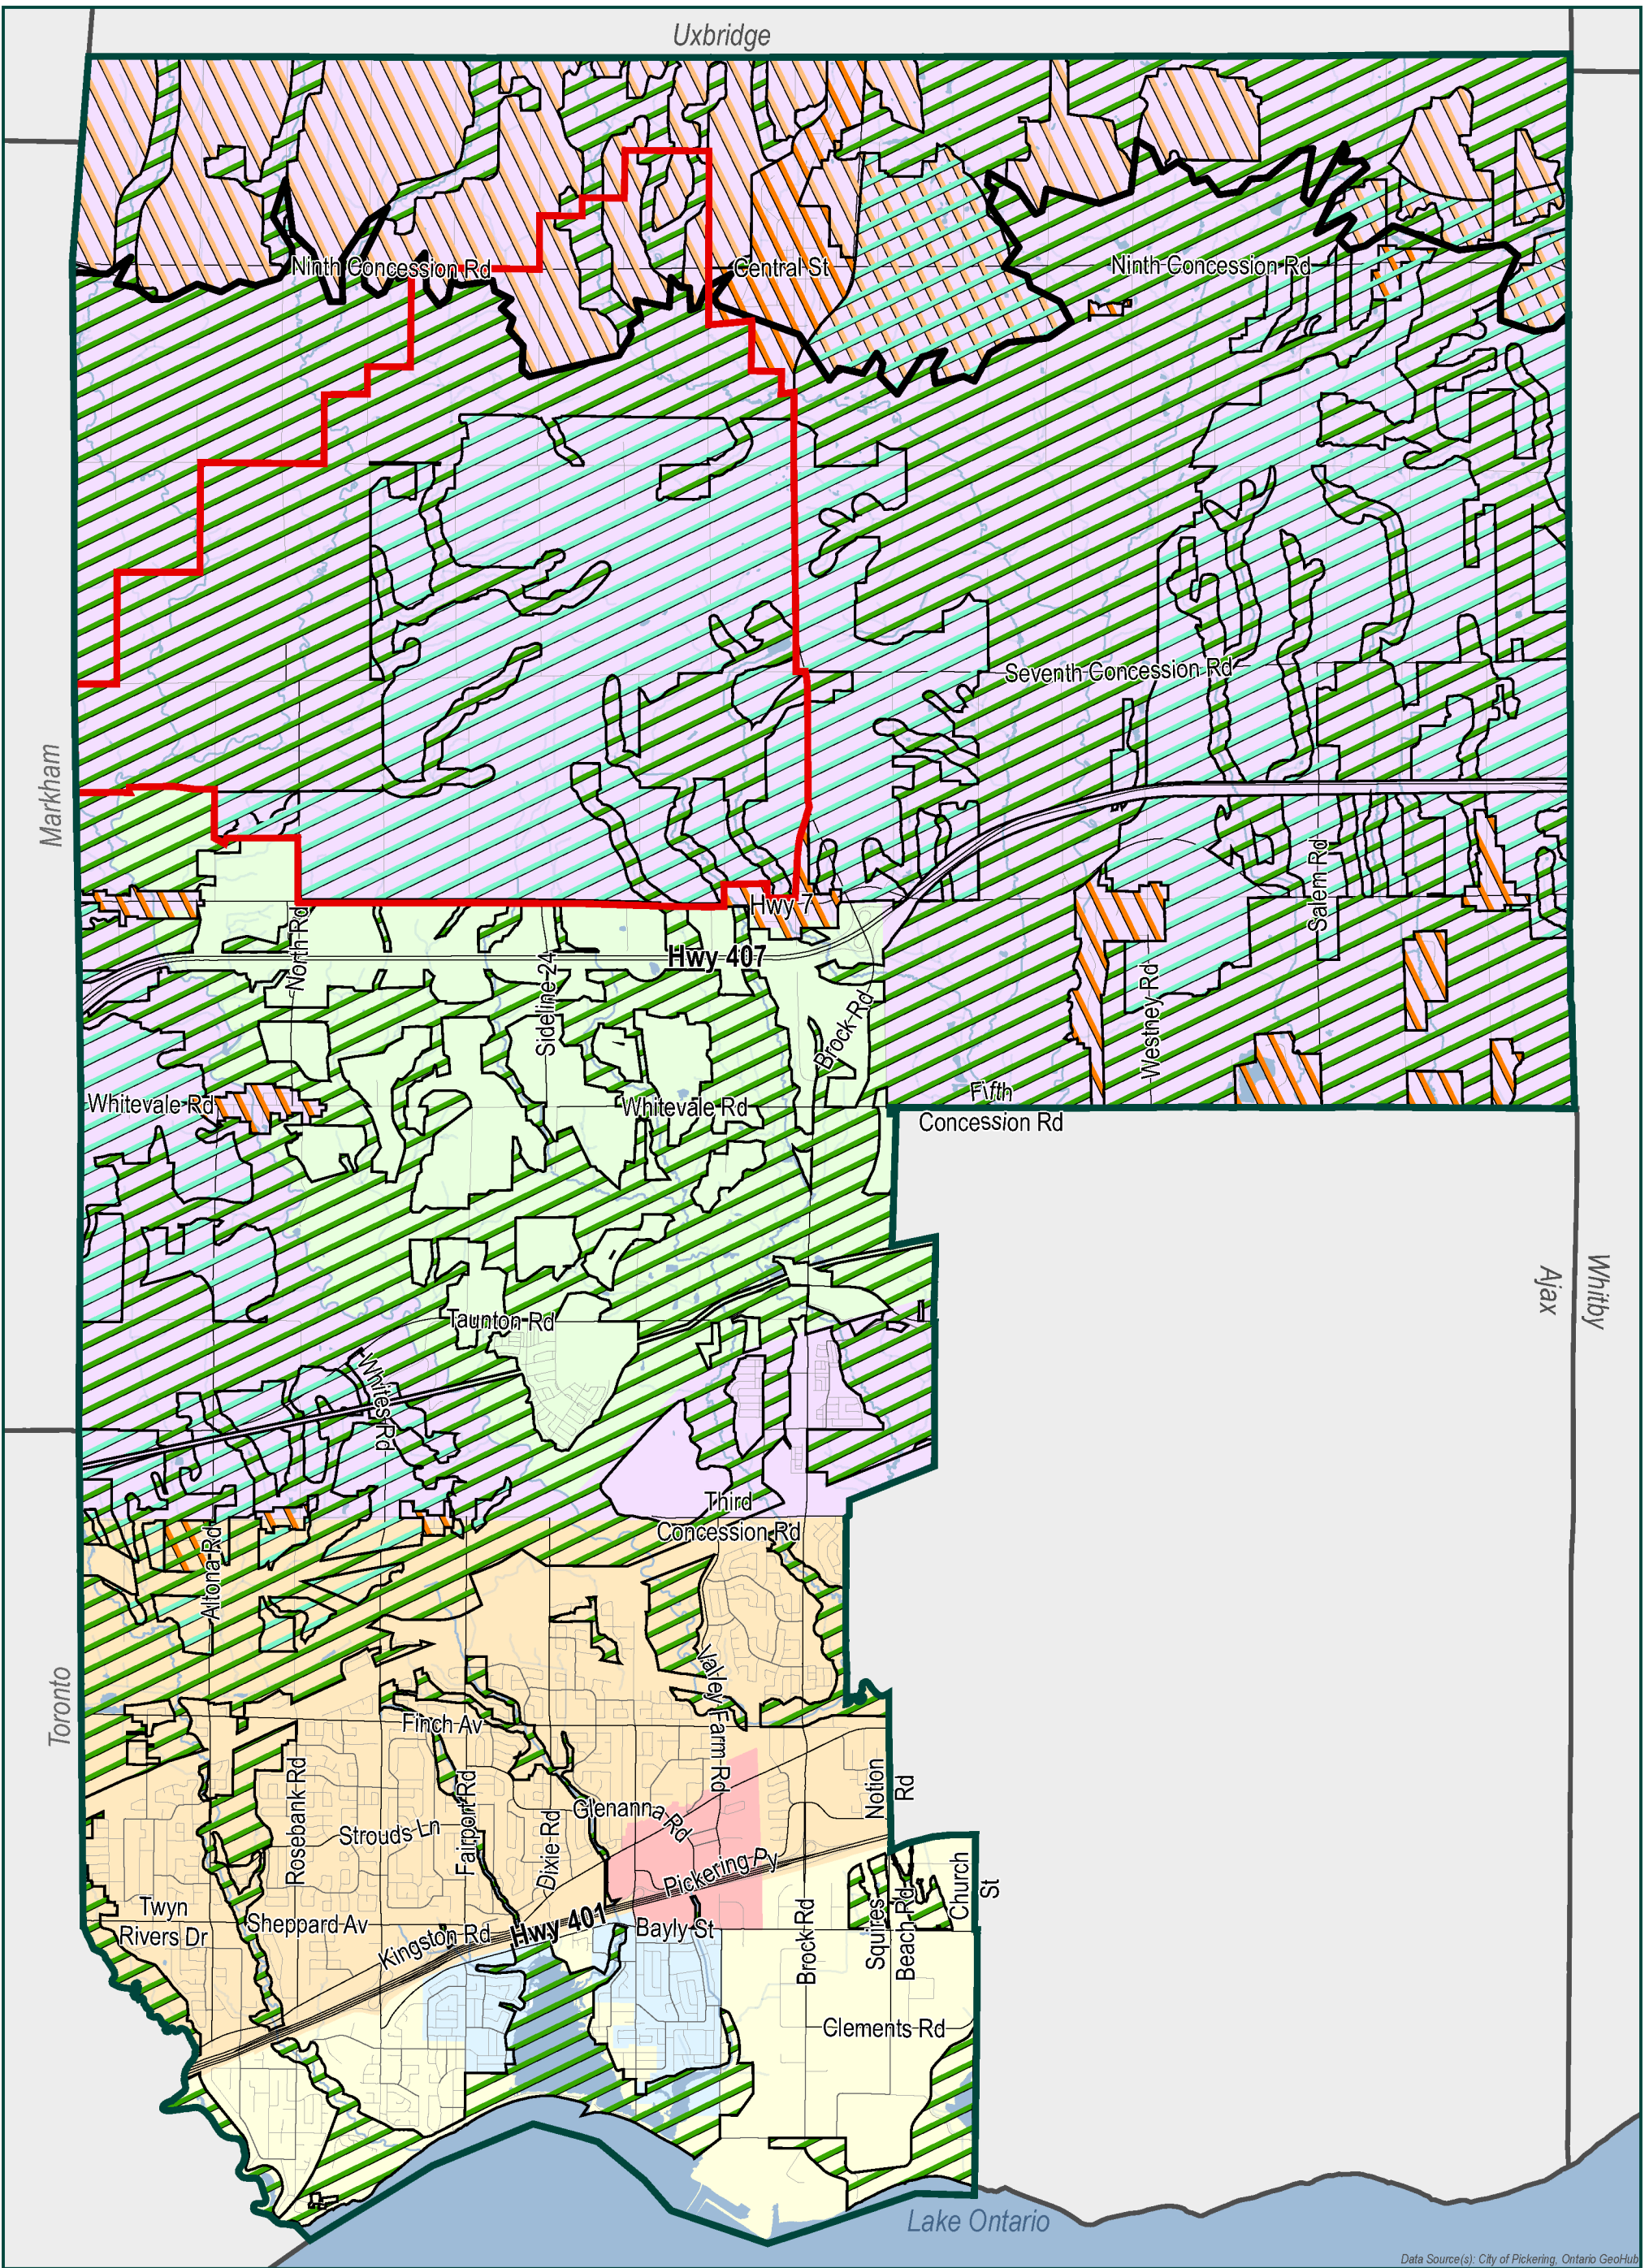 Uxbridge
Ninth Concession Rd
Central St
Ninth Concession Rd
Seventh Concession Rd
Markham
Hwy 7
Salem Rd
North Rd
Hwy 407
Sideline 24
Brock Rd
Westney Rd
Whitevale Rd
Whitevale Rd
Fifth
Concession Rd
Ajax
Whitby
Taunton Rd
Whites Rd
Third
Concession Rd
Altona Rd
Toronto
Valley Farm Rd
Finch Av
Notion
Rd
Rosebank Rd
Fairport Rd
Glenanna Rd
Strouds Ln
Dixie Rd
Pickering Py
Church
St
Twyn
Rivers Dr
Sheppard Av
Kingston Rd
Hwy 401
Bayly St
Brock Rd
Squires
Beach Rd
Clements Rd
Lake Ontario
Data Source(s): City of Pickering, Ontario GeoHub